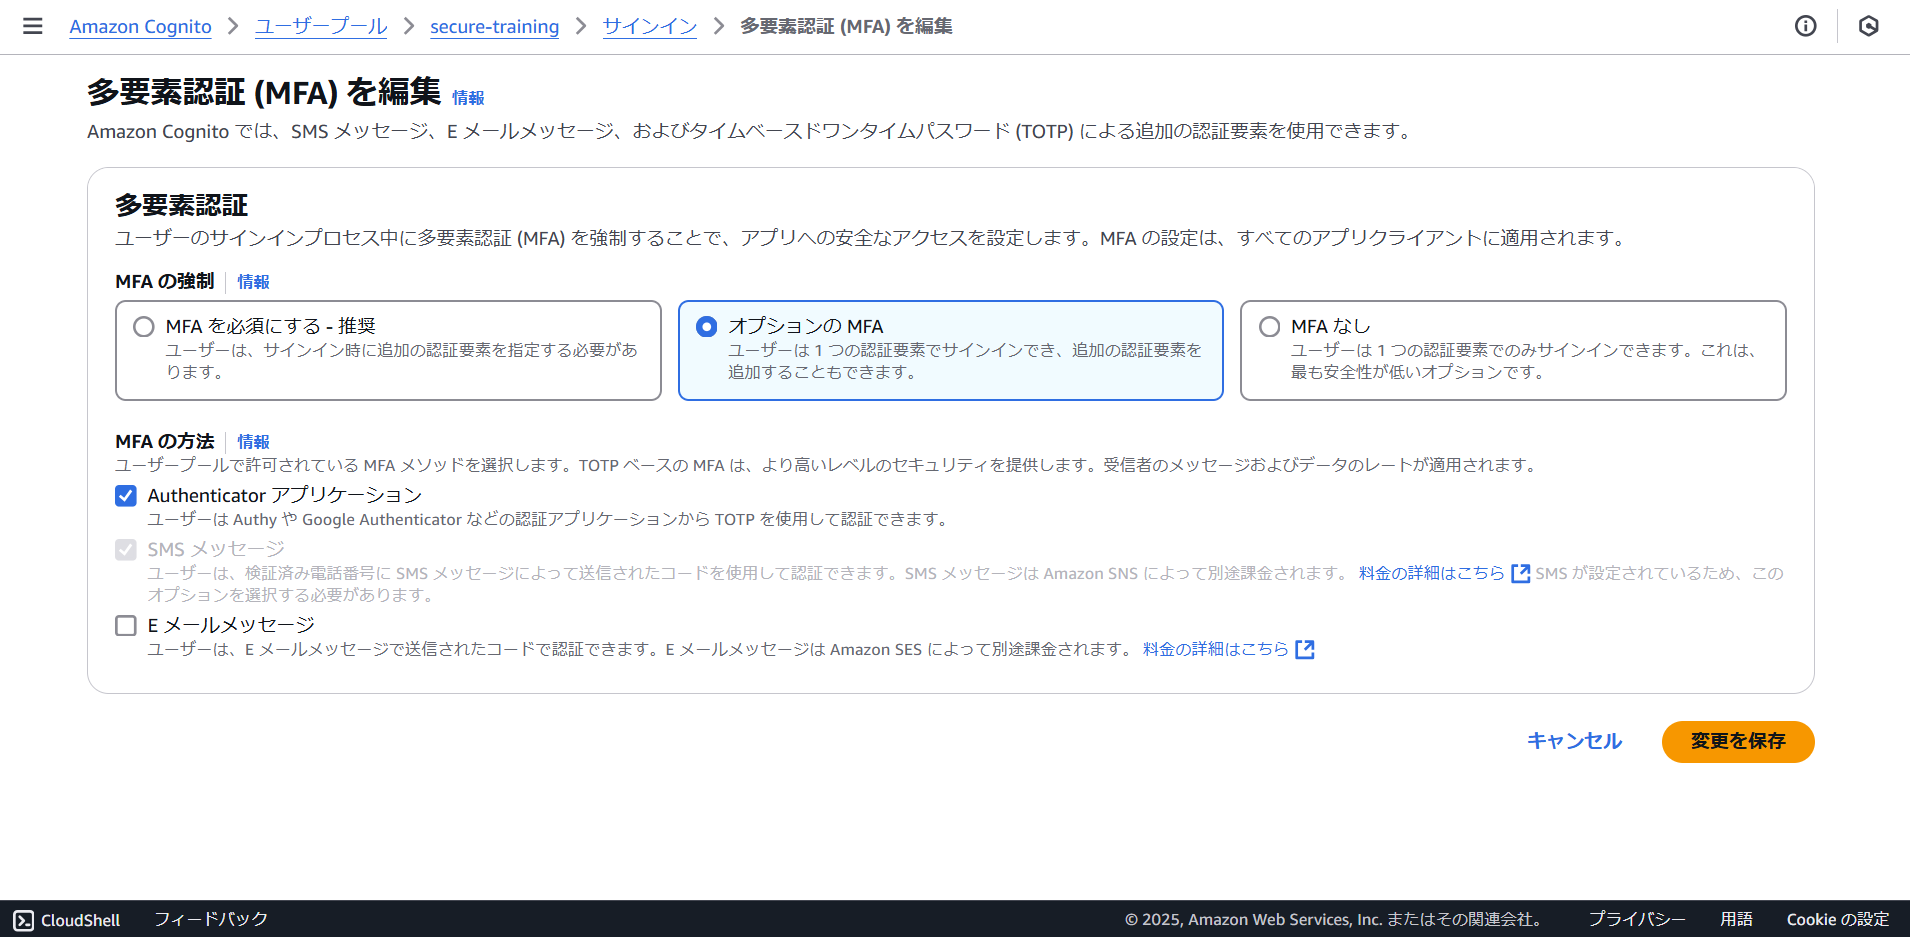 Amazon Cognito > ユーザープール > secure-training > サインイン > 多要素認証 (MFA) を編集
多要素認証 (MFA) を編集 情報
Amazon Cognito では、SMS メッセージ、E メールメッセージ、およびタイムベースドワンタイムパスワード (TOTP) による追加の認証要素を使用できます。
多要素認証
ユーザーのサインインプロセス中に多要素認証 (MFA) を強制することで、アプリへの安全なアクセスを設定します。MFA の設定は、すべてのアプリクライアントに適用されます。
MFA の強制 情報
MFA を必須にする - 推奨
ユーザーは、サインイン時に追加の認証要素を指定する必要があ
ります。
オプションの MFA
ユーザーは 1 つの認証要素でサインインでき、追加の認証要素を
追加することもできます。
MFA なし
ユーザーは 1 つの認証要素でのみサインインできます。これは、
最も安全性が低いオプションです。
MFA の方法 情報
ユーザープールで許可されている MFA メソッドを選択します。TOTP ベースの MFA は、より高いレベルのセキュリティを提供します。受信者のメッセージおよびデータのレートが適用されます。
Authenticator アプリケーション
ユーザーは Authy や Google Authenticator などの認証アプリケーションから TOTP を使用して認証できます。
SMS メッセージ
ユーザーは、検証済み電話番号に SMS メッセージによって送信されたコードを使用して認証できます。SMS メッセージは Amazon SNS によって別途課金されます。 料金の詳細はこちら SMS が設定されているため、この
オプションを選択する必要があります。
E メールメッセージ
ユーザーは、E メールメッセージで送信されたコードで認証できます。E メールメッセージは Amazon SES によって別途課金されます。 料金の詳細はこちら
キャンセル 変更を保存
CloudShell フィードバック © 2025, Amazon Web Services, Inc. またはその関連会社。 プライバシー 用語 Cookie の設定